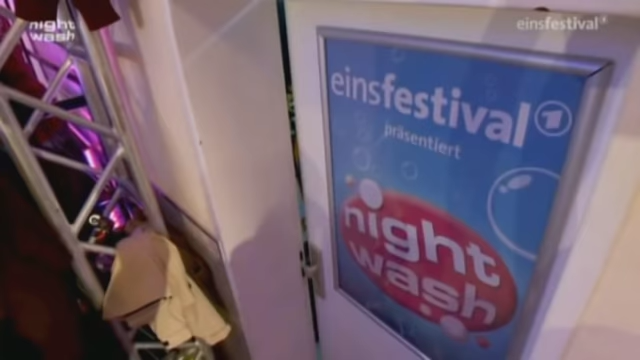 night
wash
einsfestival
einsfestival 1
präsentiert
night
wash